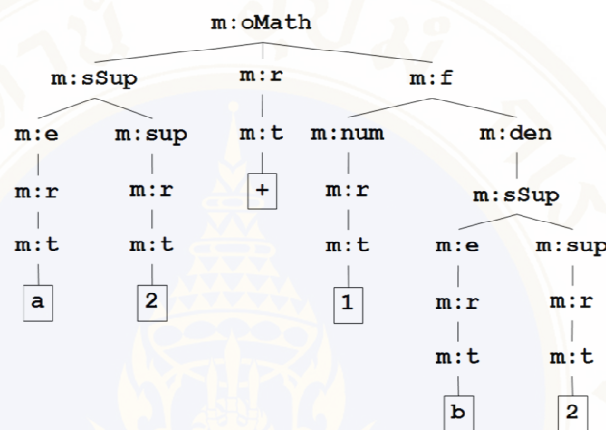 m:oMath
m:sSup m:r m:f
m:e m:sup m:t m:num m:den
m:r m:r + m:r m:sSup
m:t m:t m:t m:e m:sup
a 2 1 m:r m:r
m:t m:t
b 2